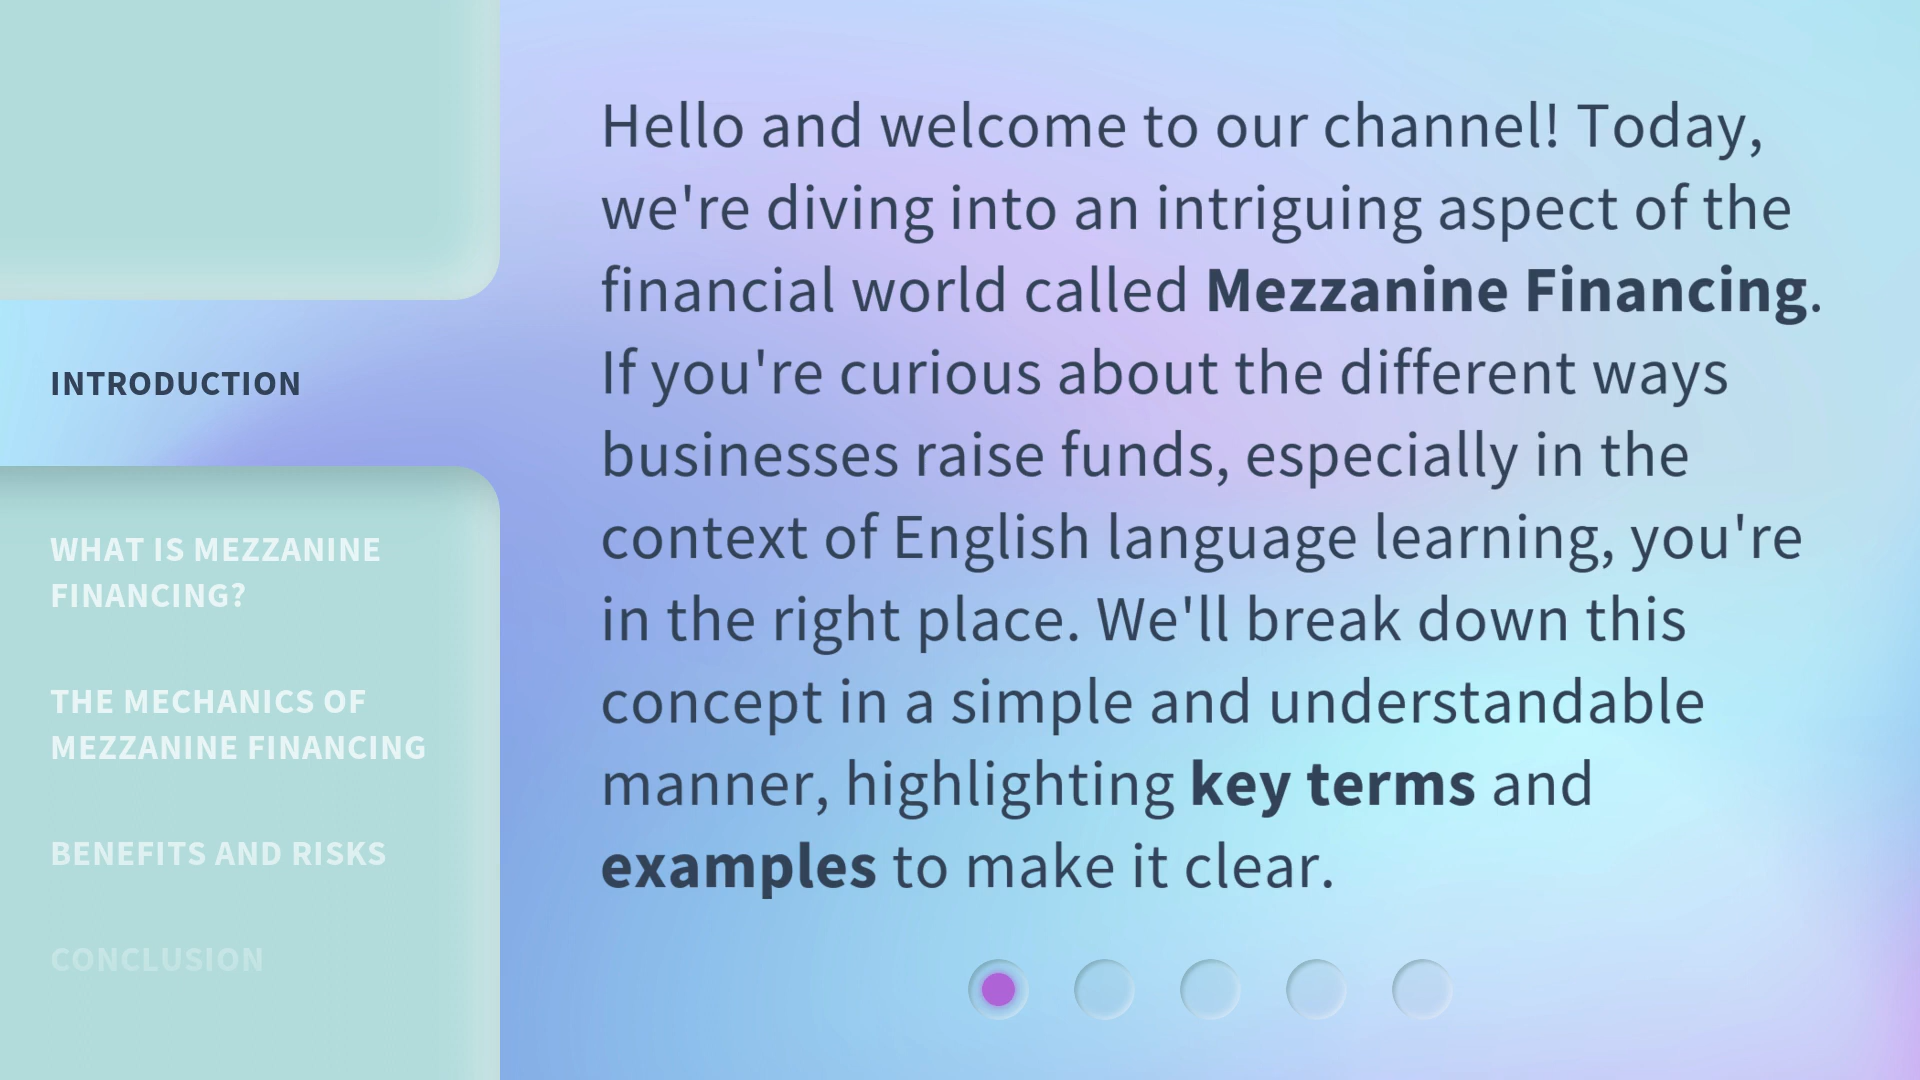 INTRODUCTION
WHAT IS MEZZANINE
FINANCING?
THE MECHANICS OF
MEZZANINE FINANCING
BENEFITS AND RISKS
CONCLUSION
Hello and welcome to our channel! Today,
we're diving into an intriguing aspect of the
financial world called Mezzanine Financing.
If you're curious about the different ways
businesses raise funds, especially in the
context of English language learning, you're
in the right place. We'll break down this
concept in a simple and understandable
manner, highlighting key terms and
examples to make it clear.